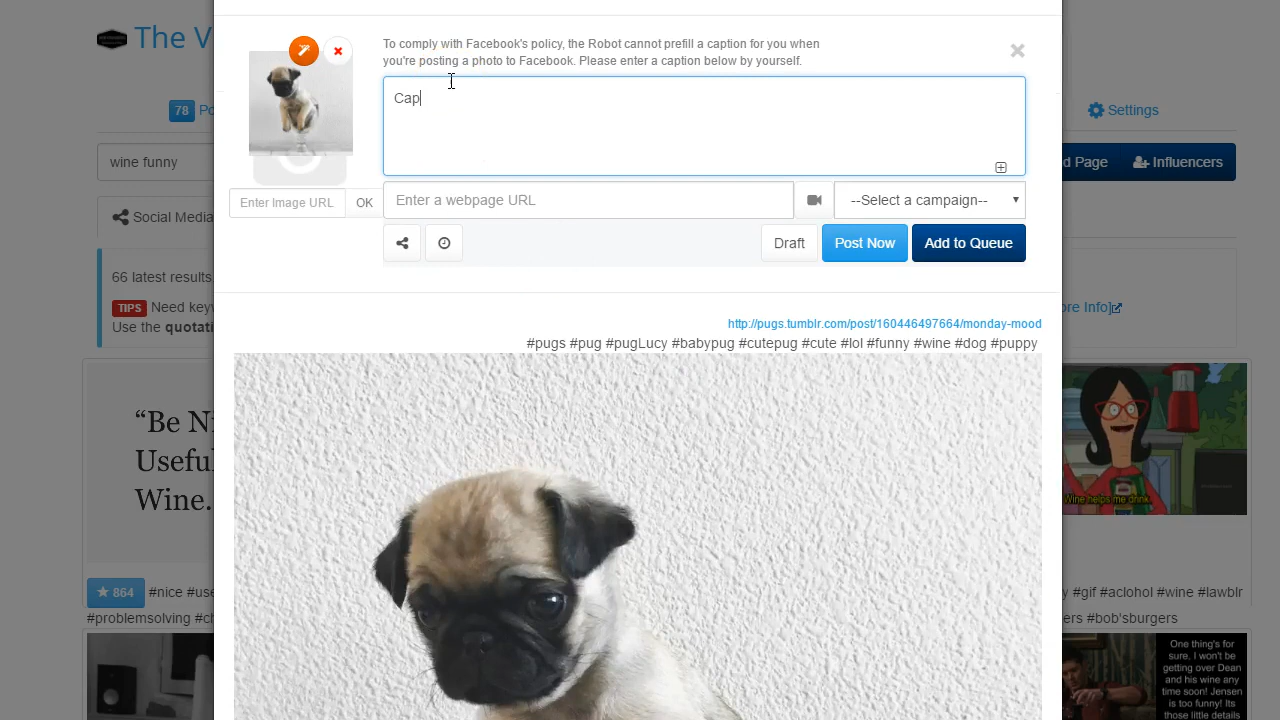 The V
To comply with Facebook's policy, the Robot cannot prefill a caption for you when
you're posting a photo to Facebook. Please enter a caption below by yourself.
Cap
78 Po
Settings
wine funny
d Page
Influencers
Enter Image URL
OK
Enter a webpage URL
--Select a campaign--
Social Media
Draft
Post Now
Add to Queue
66 latest results
TIPS Need keyw
Use the quotati
ore Info]
http://pugs.tumblr.com/post/160446497664/monday-mood
#pugs #pug #pugLucy #babypug #cutepug #cute #lol #funny #wine #dog #puppy
“Be Ni
Useful
Wine.
Wine helps me drink.
864 #nice #use
#problemsolving #ch
y #gif #aclohol #wine #lawblr
ers #bob'sburgers
One thing's for
sure, I won't be
getting over Dean
and his wine any
time soon! Jensen
is too funny! Its
those little details